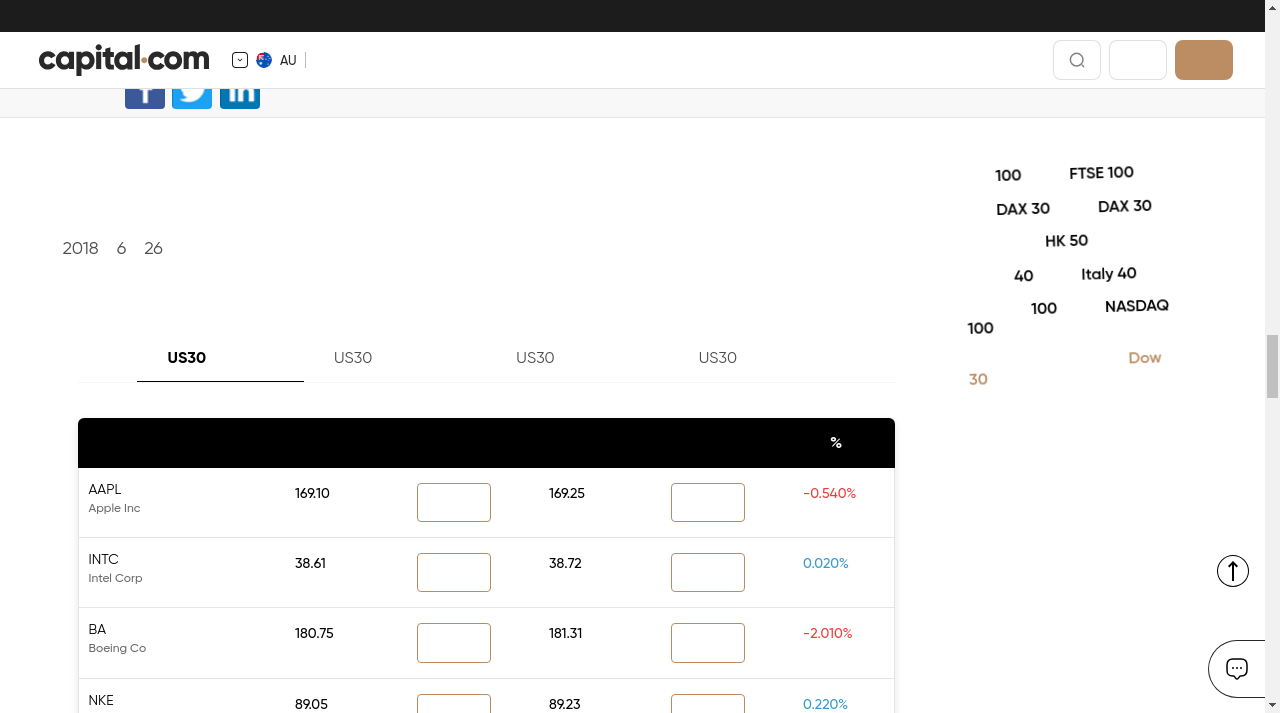 capital.com
AU
100 FTSE 100
DAX 30 DAX 30
HK 50
40 Italy 40
100 NASDAQ
100
Dow
30
2018 6 26
US30 US30 US30 US30
%
AAPL 169.10 169.25 -0.540%
Apple Inc
INTC 38.61 38.72 0.020%
Intel Corp
BA 180.75 181.31 -2.010%
Boeing Co
NKE 89.05 89.23 0.220%